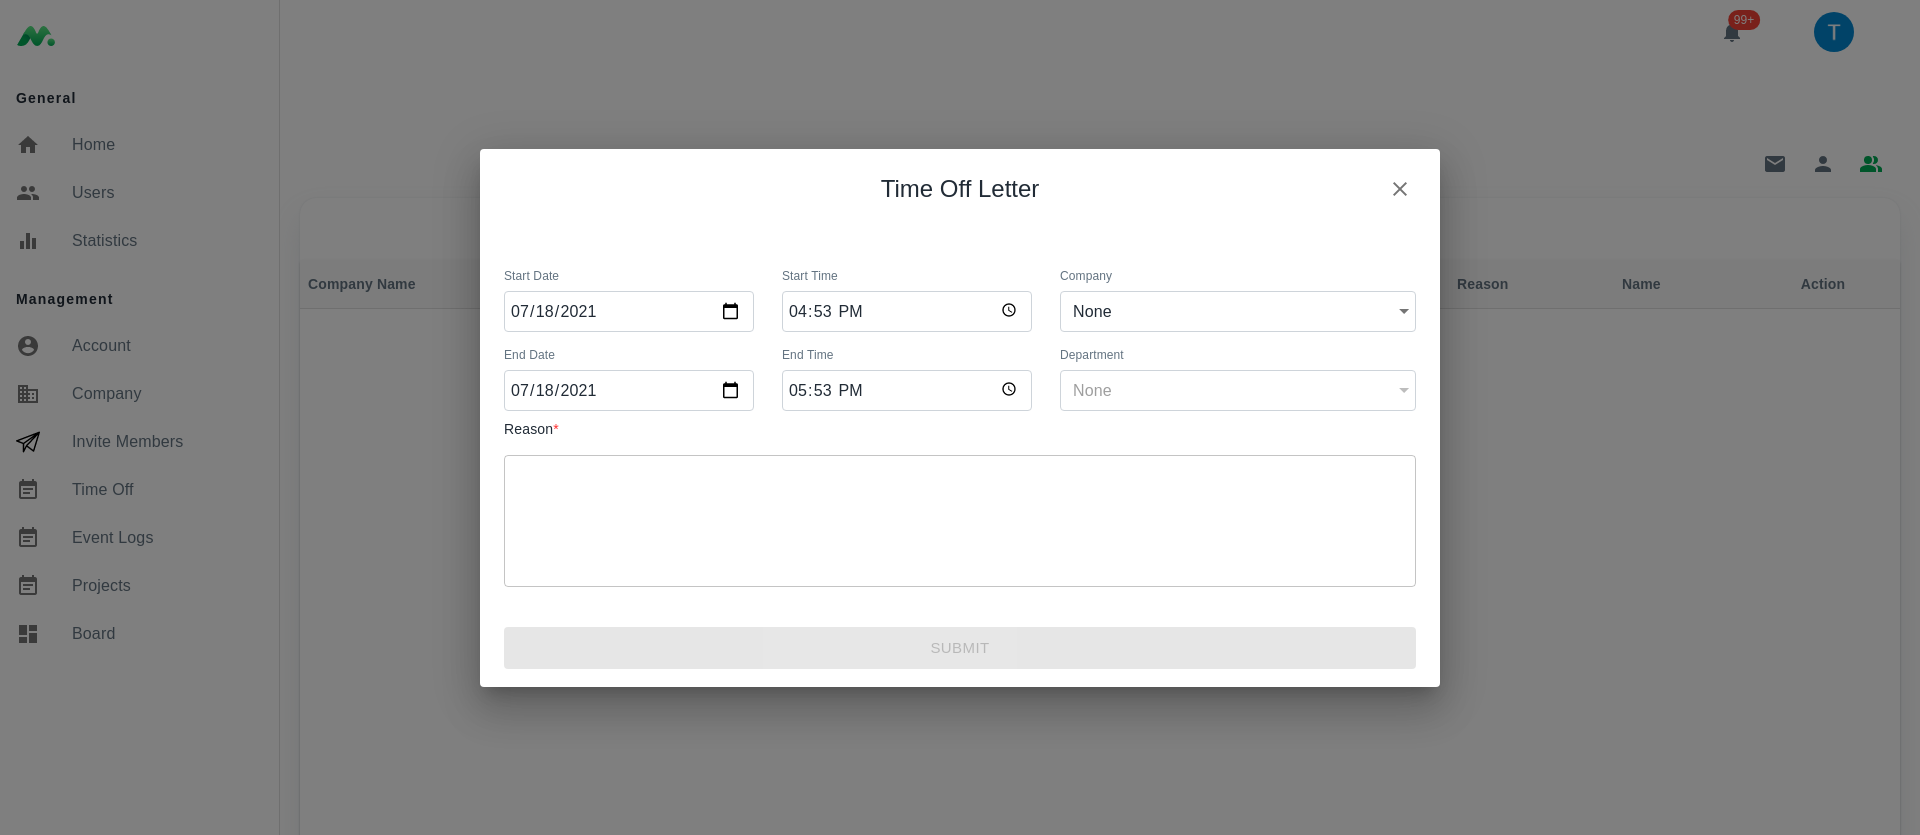 99+
T
General
Home
Users
Statistics
Management
Account
Company
Invite Members
Time Off
Event Logs
Projects
Board
Company Name
Reason
Name
Action
Time Off Letter
Start Date
Start Time
Company
07/18/2021
04:53 PM
None
End Date
End Time
Department
07/18/2021
05:53 PM
None
Reason*
SUBMIT